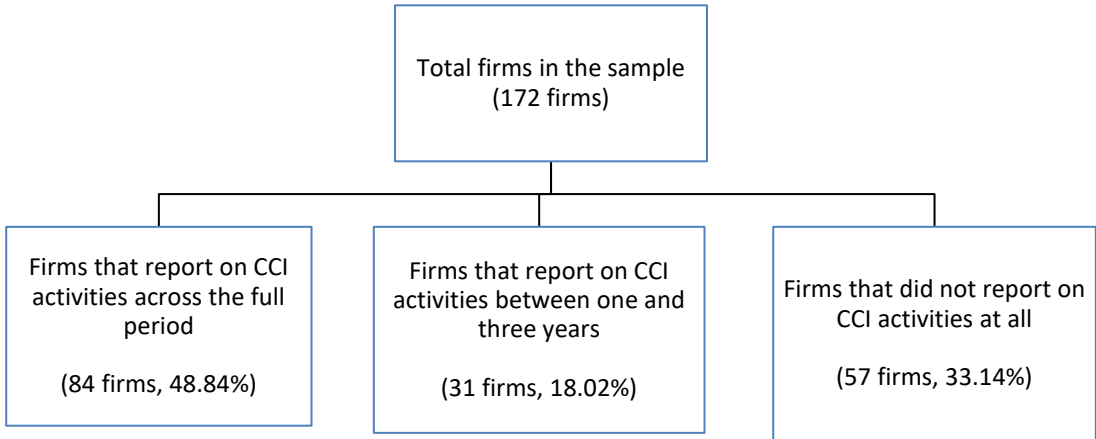 Total firms in the sample
(172 firms)
Firms that report on CCI
activities across the full
period
(84 firms, 48.84%)
Firms that report on CCI
activities between one and
three years
(31 firms, 18.02%)
Firms that did not report on
CCI activities at all
(57 firms, 33.14%)